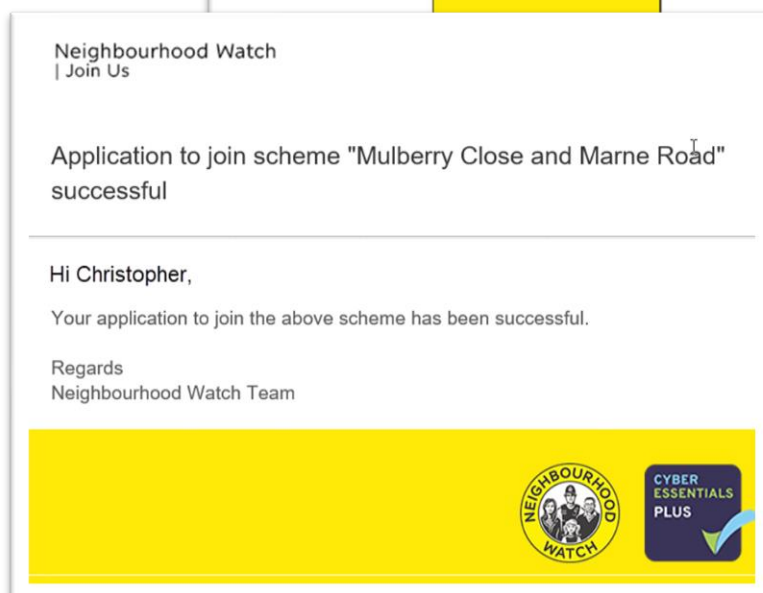 Neighbourhood Watch
| Join Us
Application to join scheme "Mulberry Close and Marne Road"
successful
Hi Christopher,
Your application to join the above scheme has been successful.
Regards
Neighbourhood Watch Team
NEIGHBOURHOOD
WATCH
CYBER
ESSENTIALS
PLUS